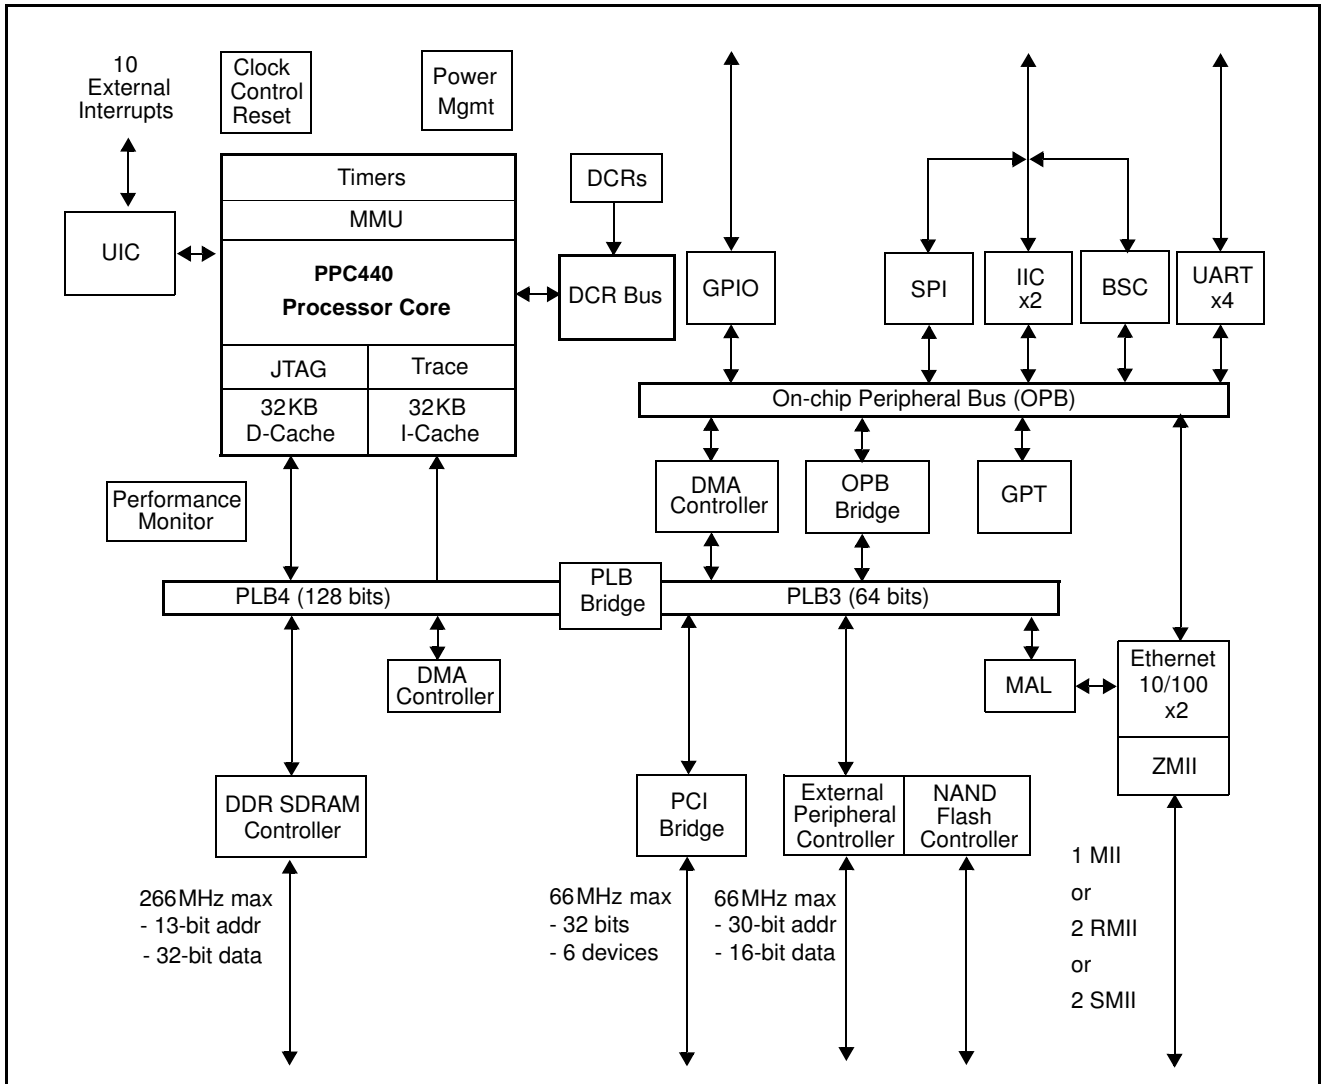 10
External
Interrupts
Clock
Control
Reset
Power
Mgmt
Timers
MMU
PPC440
Processor Core
JTAG
Trace
32KB
D-Cache
32KB
I-Cache
UIC
DCRs
DCR Bus
GPIO
SPI
IIC
x2
BSC
UART
x4
On-chip Peripheral Bus (OPB)
Performance
Monitor
DMA
Controller
OPB
Bridge
GPT
PLB4 (128 bits)
PLB
Bridge
PLB3 (64 bits)
DMA
Controller
MAL
Ethernet
10/100
x2
ZMII
DDR SDRAM
Controller
PCI
Bridge
External
Peripheral
Controller
NAND
Flash
Controller
266MHz max
- 13-bit addr
- 32-bit data
66MHz max
- 32 bits
- 6 devices
66MHz max
- 30-bit addr
- 16-bit data
1 MII
or
2 RMII
or
2 SMII